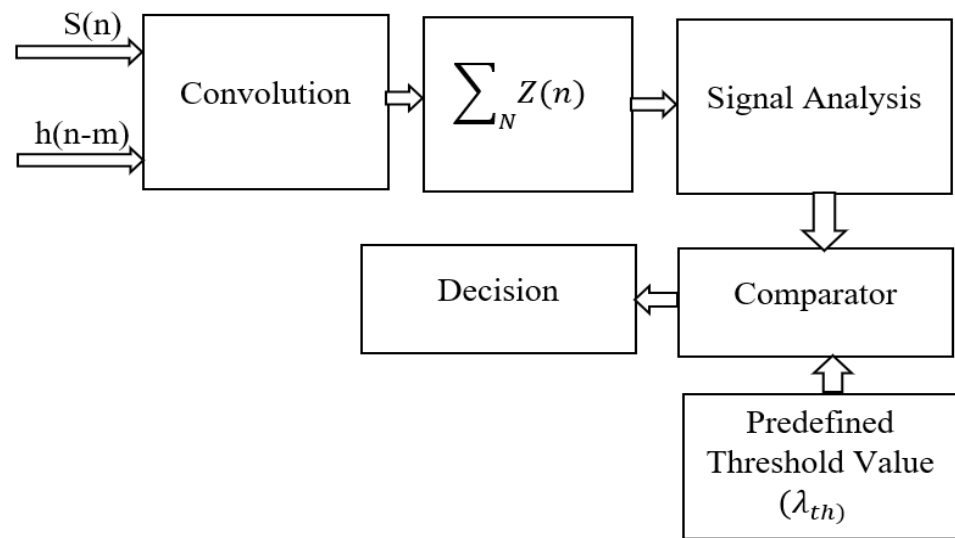 S(n)
h(n-m)
Convolution
∑_N Z(n)
Signal Analysis
Decision
Comparator
Predefined
Threshold Value
(λ_th)